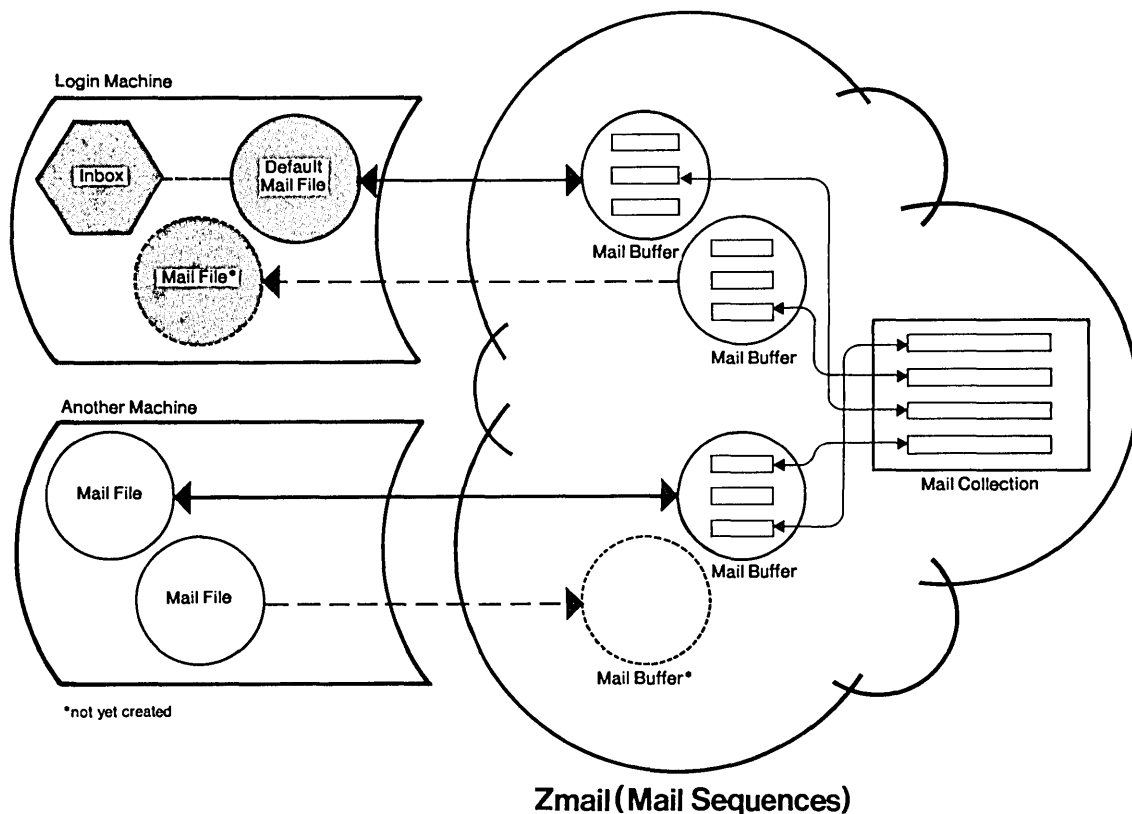 Login Machine
Inbox
Default
Mail File
Mail File*
Mail Buffer
Mail Buffer
Mail Collection
Another Machine
Mail File
Mail File
Mail Buffer
Mail Buffer*
*not yet created
Zmail (Mail Sequences)